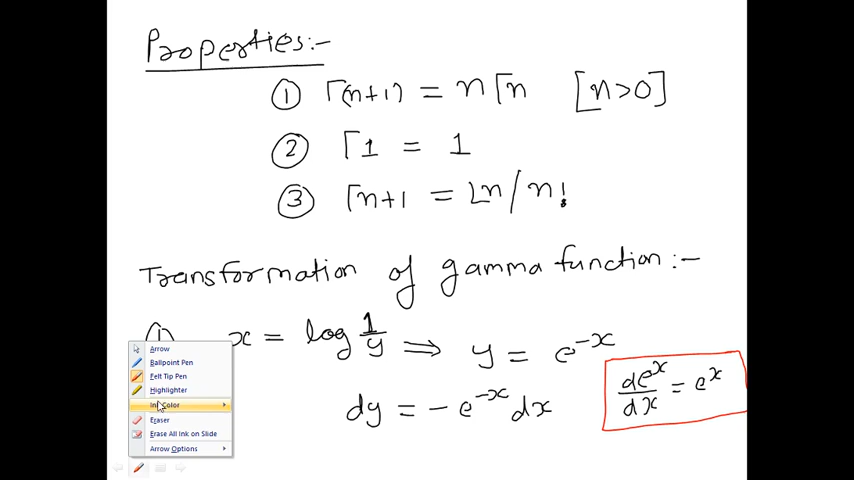 Properties:-
① Γ(n+1) = n Γn [n>0]
② Γ1 = 1
③ Γn+1 = ⌊n / n!
Transformation of gamma function:-
① x = log 1/y ⟹ y = e^-x
dy = - e^-x dx
de^x/dx = e^x
Arrow
Ballpoint Pen
Felt Tip Pen
Highlighter
Ink Color
Eraser
Erase All Ink on Slide
Arrow Options